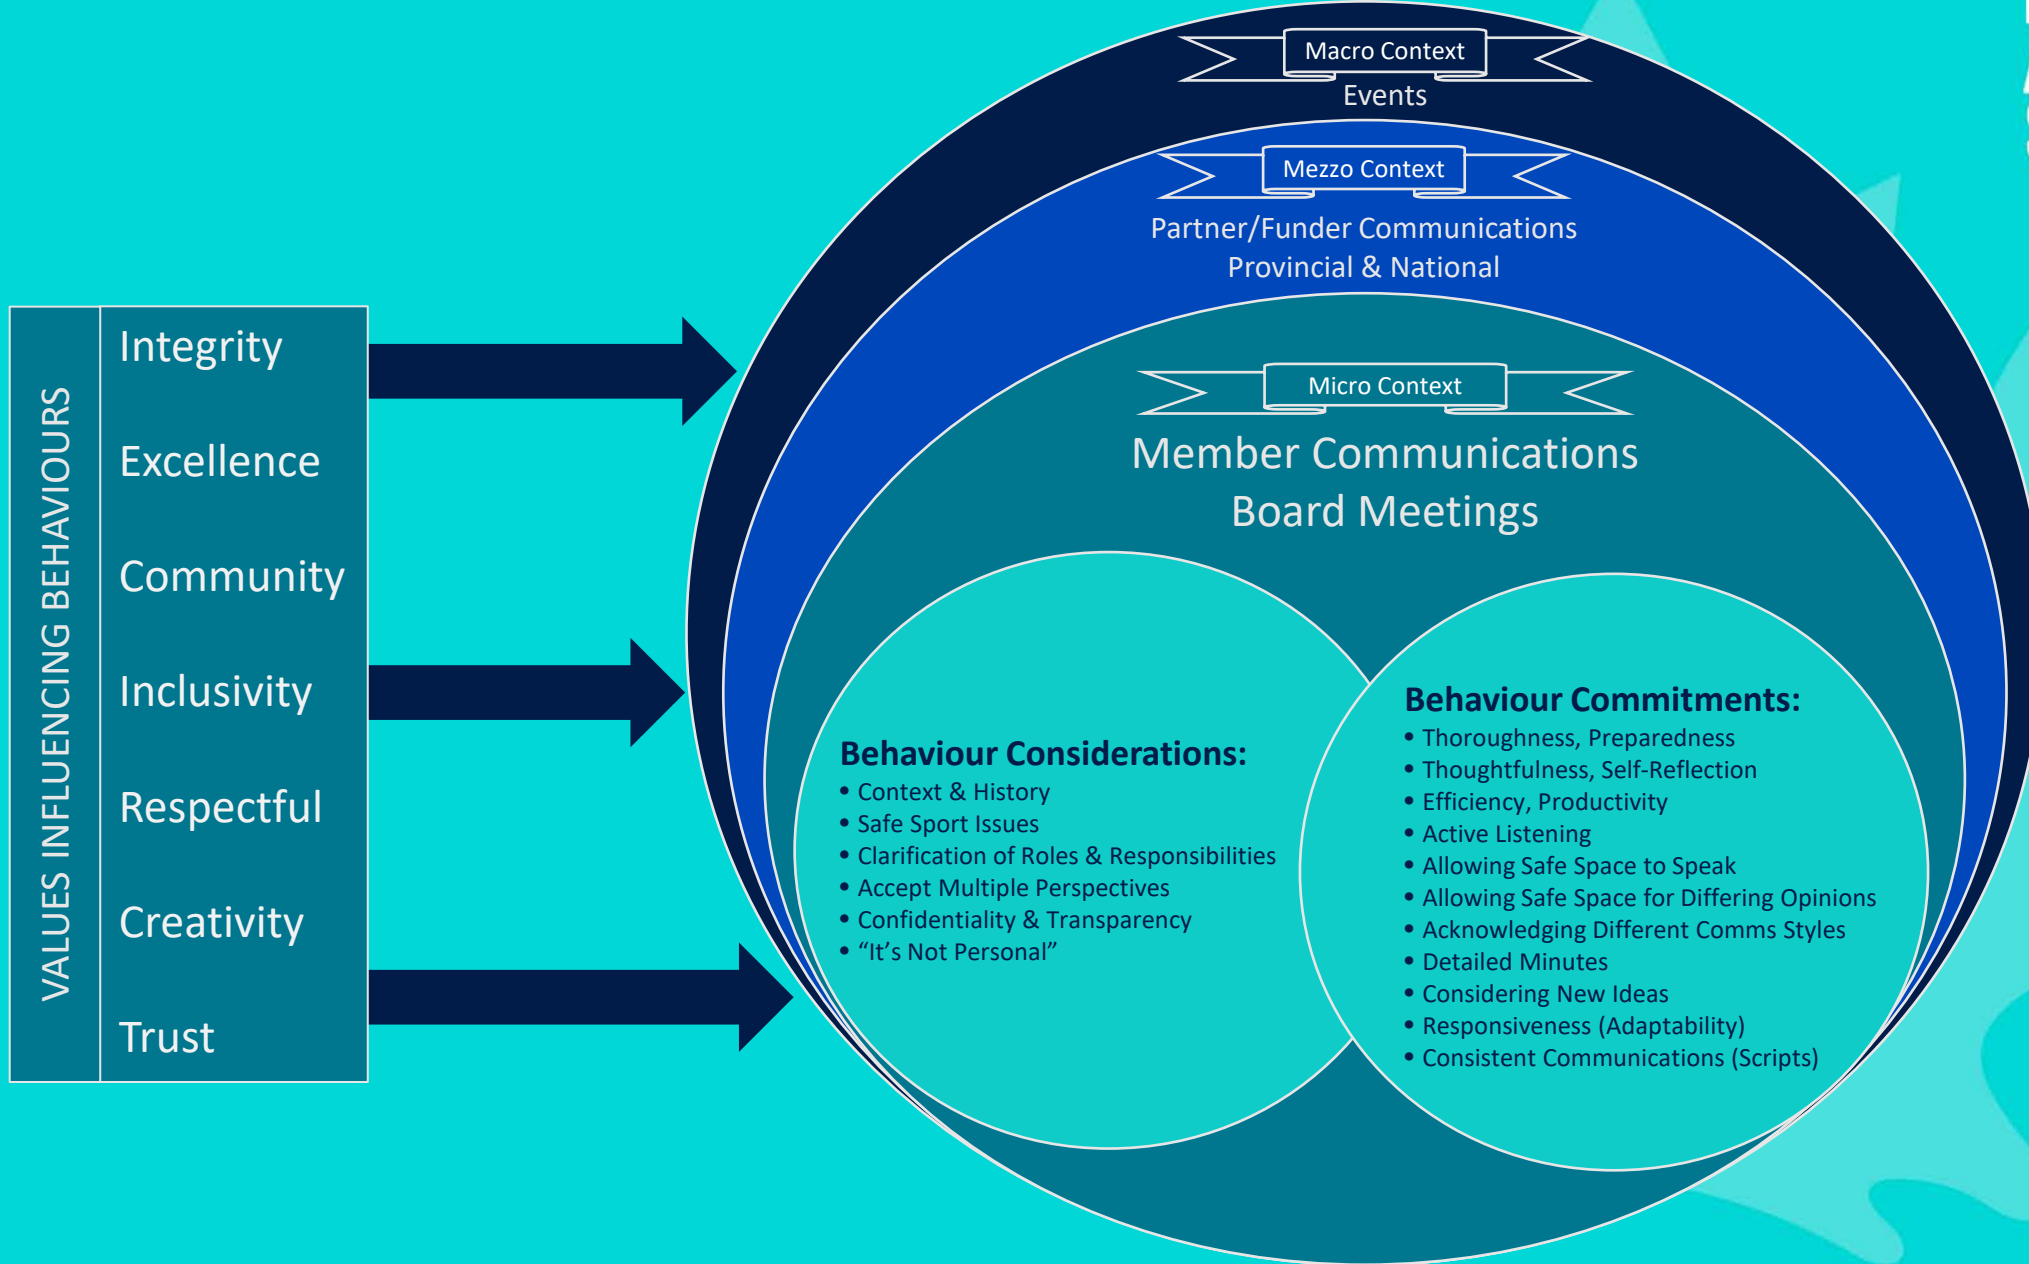 VALUES INFLUENCING BEHAVIOURS
Integrity
Excellence
Community
Inclusivity
Respectful
Creativity
Trust
Macro Context
Events
Mezzo Context
Partner/Funder Communications
Provincial & National
Micro Context
Member Communications
Board Meetings
Behaviour Considerations:
• Context & History
• Safe Sport Issues
• Clarification of Roles & Responsibilities
• Accept Multiple Perspectives
• Confidentiality & Transparency
• “It’s Not Personal”
Behaviour Commitments:
• Thoroughness, Preparedness
• Thoughtfulness, Self-Reflection
• Efficiency, Productivity
• Active Listening
• Allowing Safe Space to Speak
• Allowing Safe Space for Differing Opinions
• Acknowledging Different Comms Styles
• Detailed Minutes
• Considering New Ideas
• Responsiveness (Adaptability)
• Consistent Communications (Scripts)